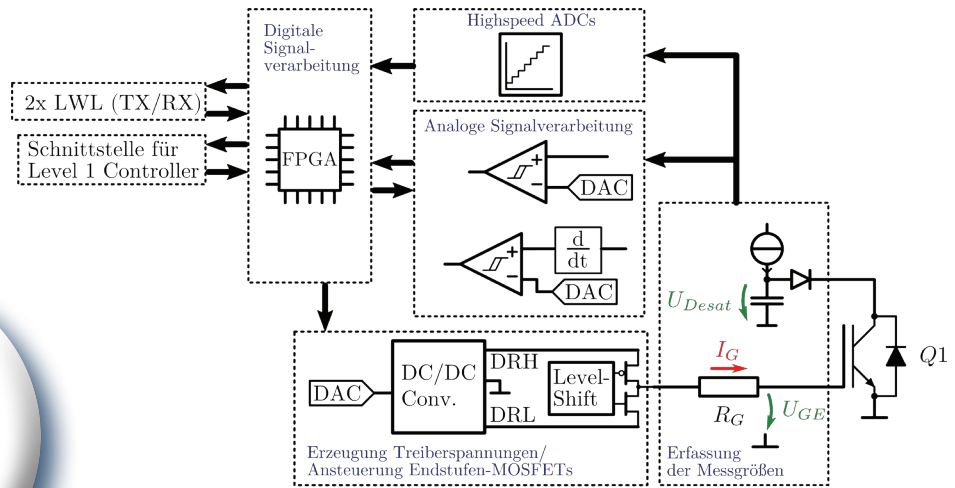 Digitale
Signal-
verarbeitung
FPGA
Highspeed ADCs
2x LWL (TX/RX)
Schnittstelle für
Level 1 Controller
Analoge Signalverarbeitung
+
−
DAC
+
−
d
dt
DAC
U_Desat
Q1
I_G
R_G
U_GE
Erfassung
der Messgrößen
DAC
DC/DC
Conv.
DRH
DRL
Level-
Shift
Erzeugung Treiberspannungen/
Ansteuerung Endstufen-MOSFETs